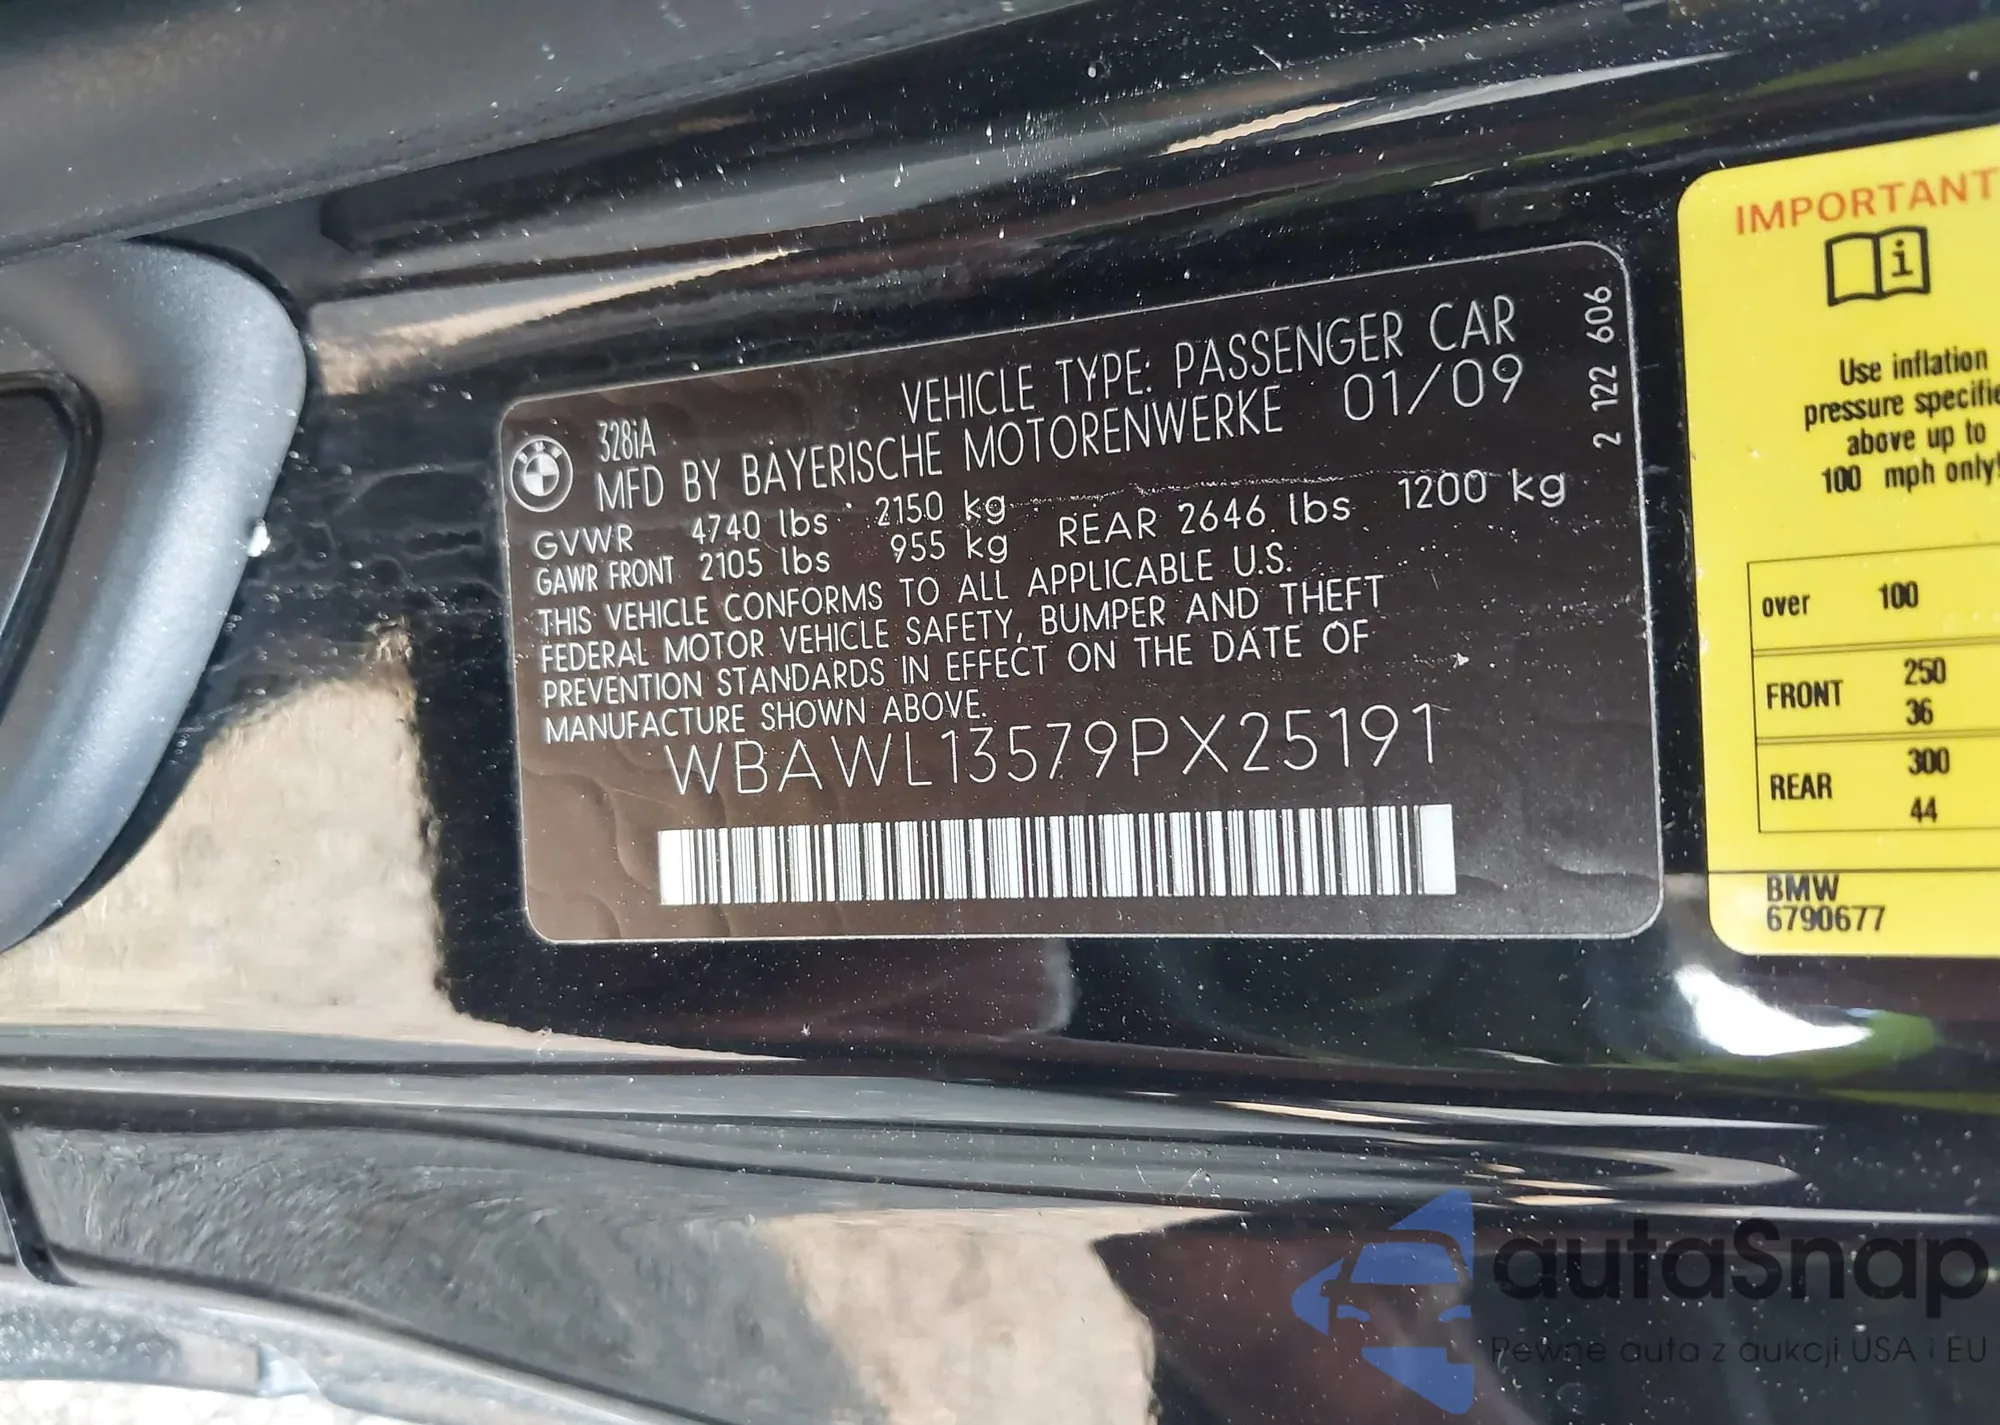 VEHICLE TYPE: PASSENGER CAR
328iA
MFD BY BAYERISCHE MOTORENWERKE 01/09
GVWR 4740 lbs 2150 kg
GAWR FRONT 2105 lbs 955 kg REAR 2646 lbs 1200 kg
THIS VEHICLE CONFORMS TO ALL APPLICABLE U.S.
FEDERAL MOTOR VEHICLE SAFETY, BUMPER AND THEFT
PREVENTION STANDARDS IN EFFECT ON THE DATE OF
MANUFACTURE SHOWN ABOVE.
WBAWL13579PX25191
2 122 606
IMPORTANT
i
Use inflation
pressure specifie
above up to
100 mph only!
over 100
FRONT 250
36
REAR 300
44
BMW
6790677
autaSnap
Pewne auta z aukcji USA i EU